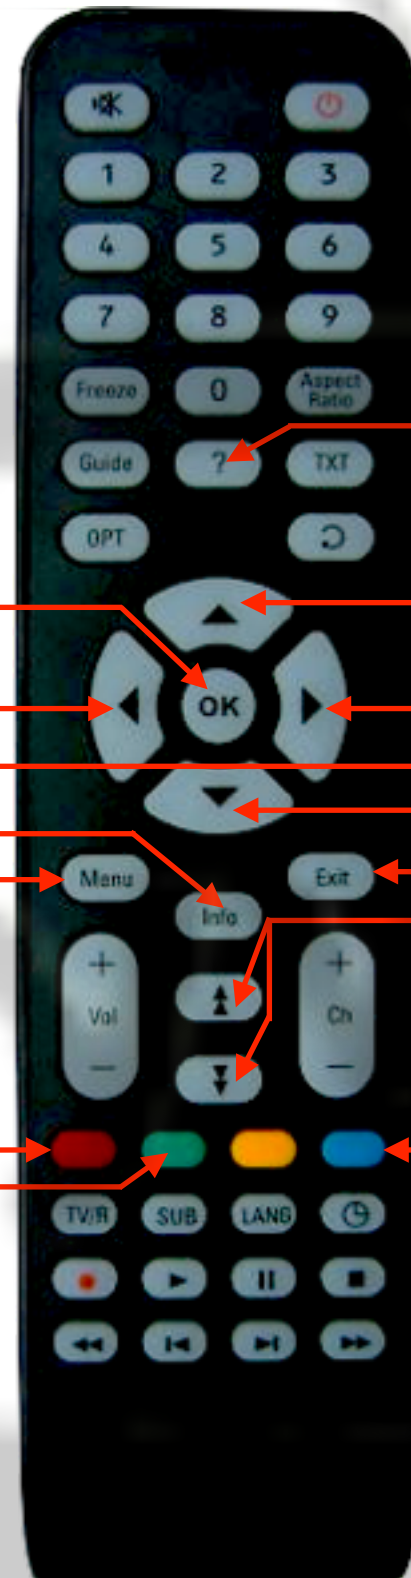 1 2 3
4 5 6
7 8 9
Freeze 0 Aspect Ratio
Guide ? TXT
OPT
OK
Menu Exit
Info
+ +
Vol Ch
- -
TV/R SUB LANG